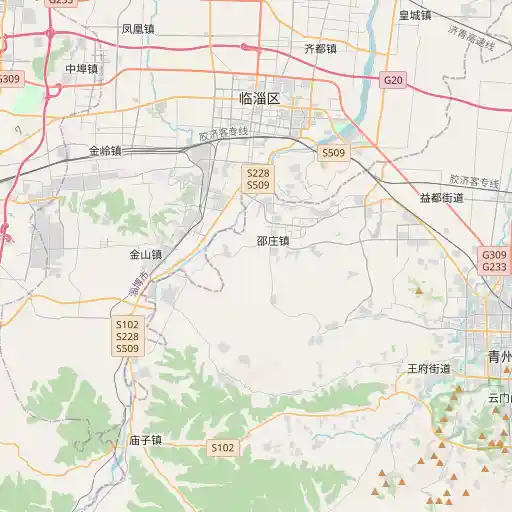 G233
皇城镇
凤凰镇
齐都镇
济青高速线
中埠镇
G309
G20
临淄区
胶济客专线
金岭镇
S509
S228
S509
胶济客专线
益都街道
邵庄镇
金山镇
G309
G233
淄博市
S102
S228
S509
青州
王府街道
云门山
庙子镇
S102